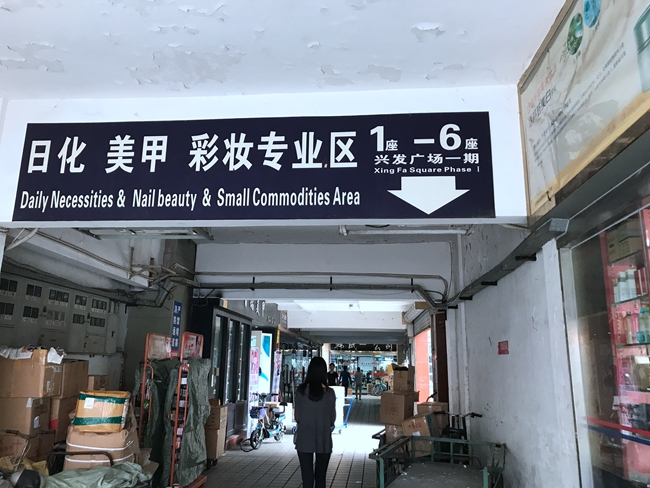 日化 美甲 彩妆专业区
Daily Necessities & Nail beauty & Small Commodities Area
1座 -6座
兴发广场一期
Xing Fa Square Phase I